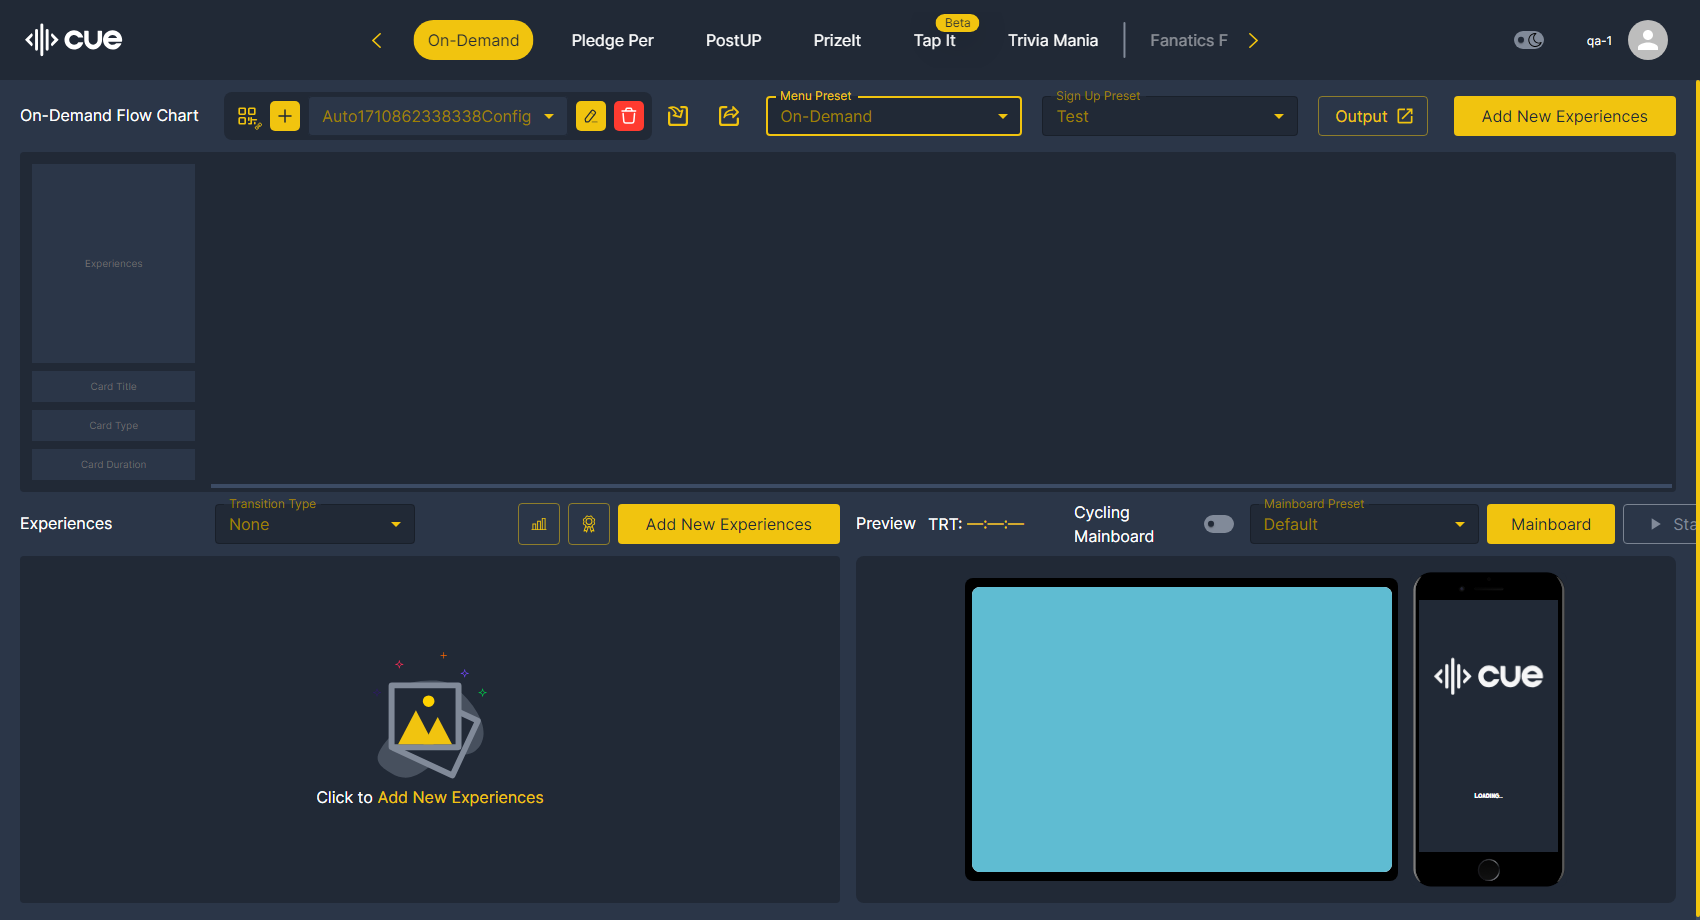 cue
On-Demand
Pledge Per
PostUP
PrizeIt
Beta
Tap It
Trivia Mania
Fanatics F
qa-1
On-Demand Flow Chart
Auto1710862338338Config
Menu Preset
On-Demand
Sign Up Preset
Test
Output
Add New Experiences
Experiences
Card Title
Card Type
Card Duration
Experiences
Transition Type
None
Add New Experiences
Preview
TRT: —:—:—
Cycling
Mainboard
Mainboard Preset
Default
Mainboard
Sta
Click to Add New Experiences
cue
LOADING...